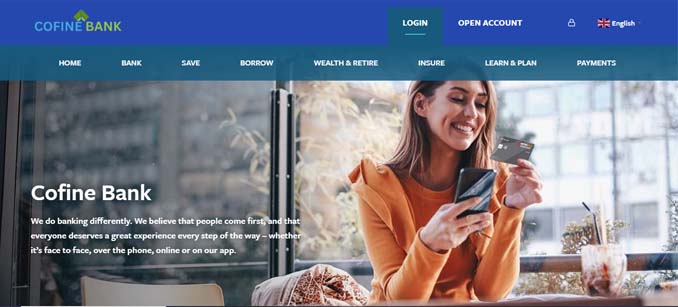 COFINE BANK
LOGIN
OPEN ACCOUNT
English
HOME
BANK
SAVE
BORROW
WEALTH & RETIRE
INSURE
LEARN & PLAN
PAYMENTS
Cofine Bank
We do banking differently. We believe that people come first, and that
everyone deserves a great experience every step of the way – whether
it's face to face, over the phone, online or on our app.